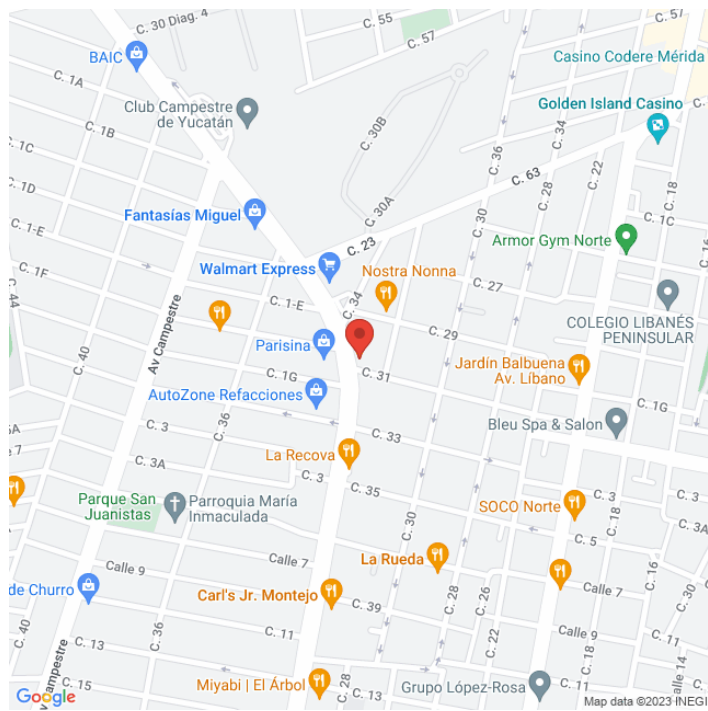 C. 30 Diag. 4
C. 55
C. 57
C. 57
BAIC
Casino Codere Mérida
C. 1A
Club Campestre
de Yucatán
Golden Island Casino
C. 30B
C. 36
C. 34
C. 1B
C. 63
C. 22
C. 28
C. 18
C. 1C
C. 1D
C. 30A
C. 30
C. 1C
Fantasías Miguel
C. 16
C. 1-E
C. 23
Armor Gym Norte
C. 1F
Walmart Express
C. 27
Nostra Nonna
C. 44
C. 1-E
C. 34
COLEGIO LIBANÉS
PENINSULAR
Av Campestre
C. 29
C. 40
Parisina
Jardín Balbuena
Av. Líbano
C. 1G
C. 31
AutoZone Refacciones
C. 1G
C. 36
Bleu Spa & Salon
C. 3
C. 33
C. 3A
La Recova
C. 3
C. 3
C. 3
C. 35
Parque San
Juanistas
Parroquia María
Inmaculada
SOCO Norte
C. 18
C. 3A
C. 30
C. 5
Calle 7
La Rueda
Calle 9
C. 28
C. 26
C. 16
Calle 7
C. 30
de Churro
Carl's Jr. Montejo
C. 39
C. 22
Calle 9
C. 40
C. 36
C. 11
C. 13
C. 18
Calle 14
Av Campestre
Miyabi | El Árbol
C. 28
C. 13
Grupo López-Rosa
C. 11
C. 15
Google
Map data ©2023 INEGI